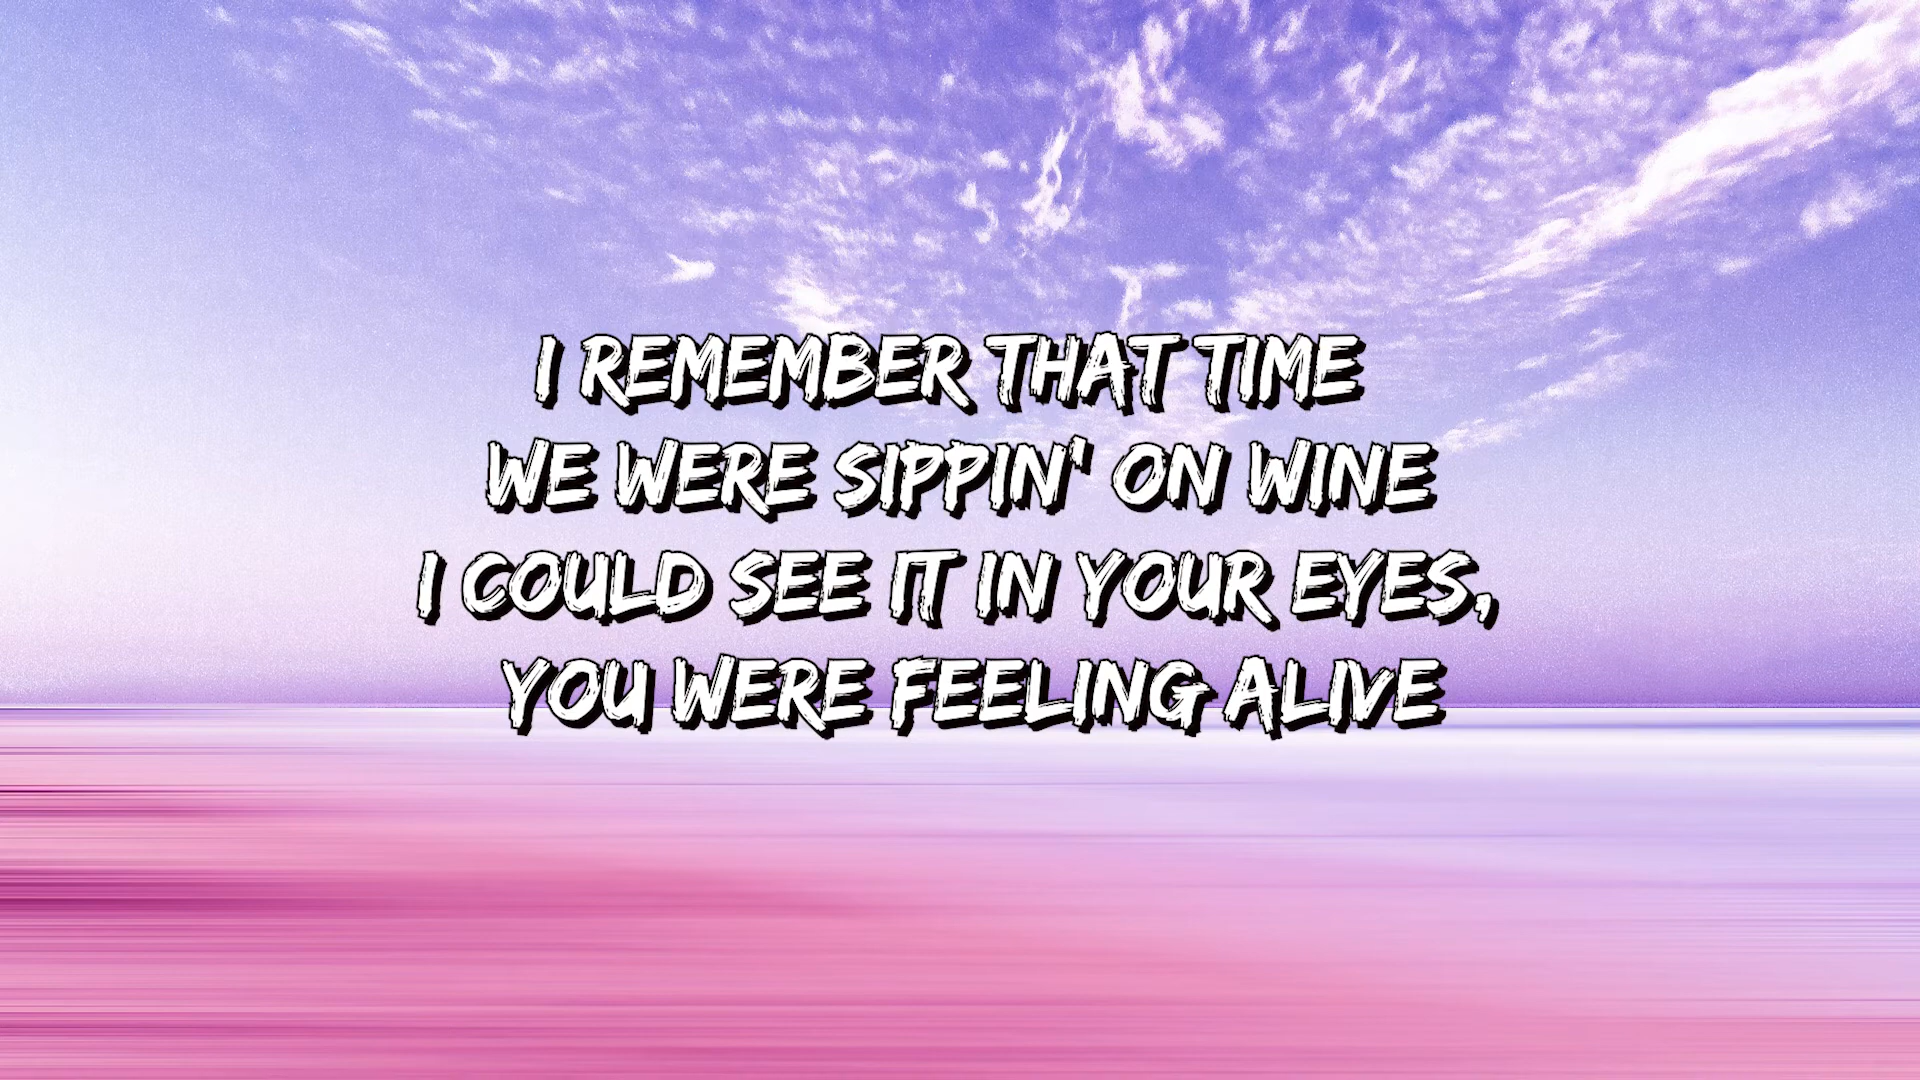 I REMEMBER THAT TIME
WE WERE SIPPIN' ON WINE
I COULD SEE IT IN YOUR EYES,
YOU WERE FEELING ALIVE